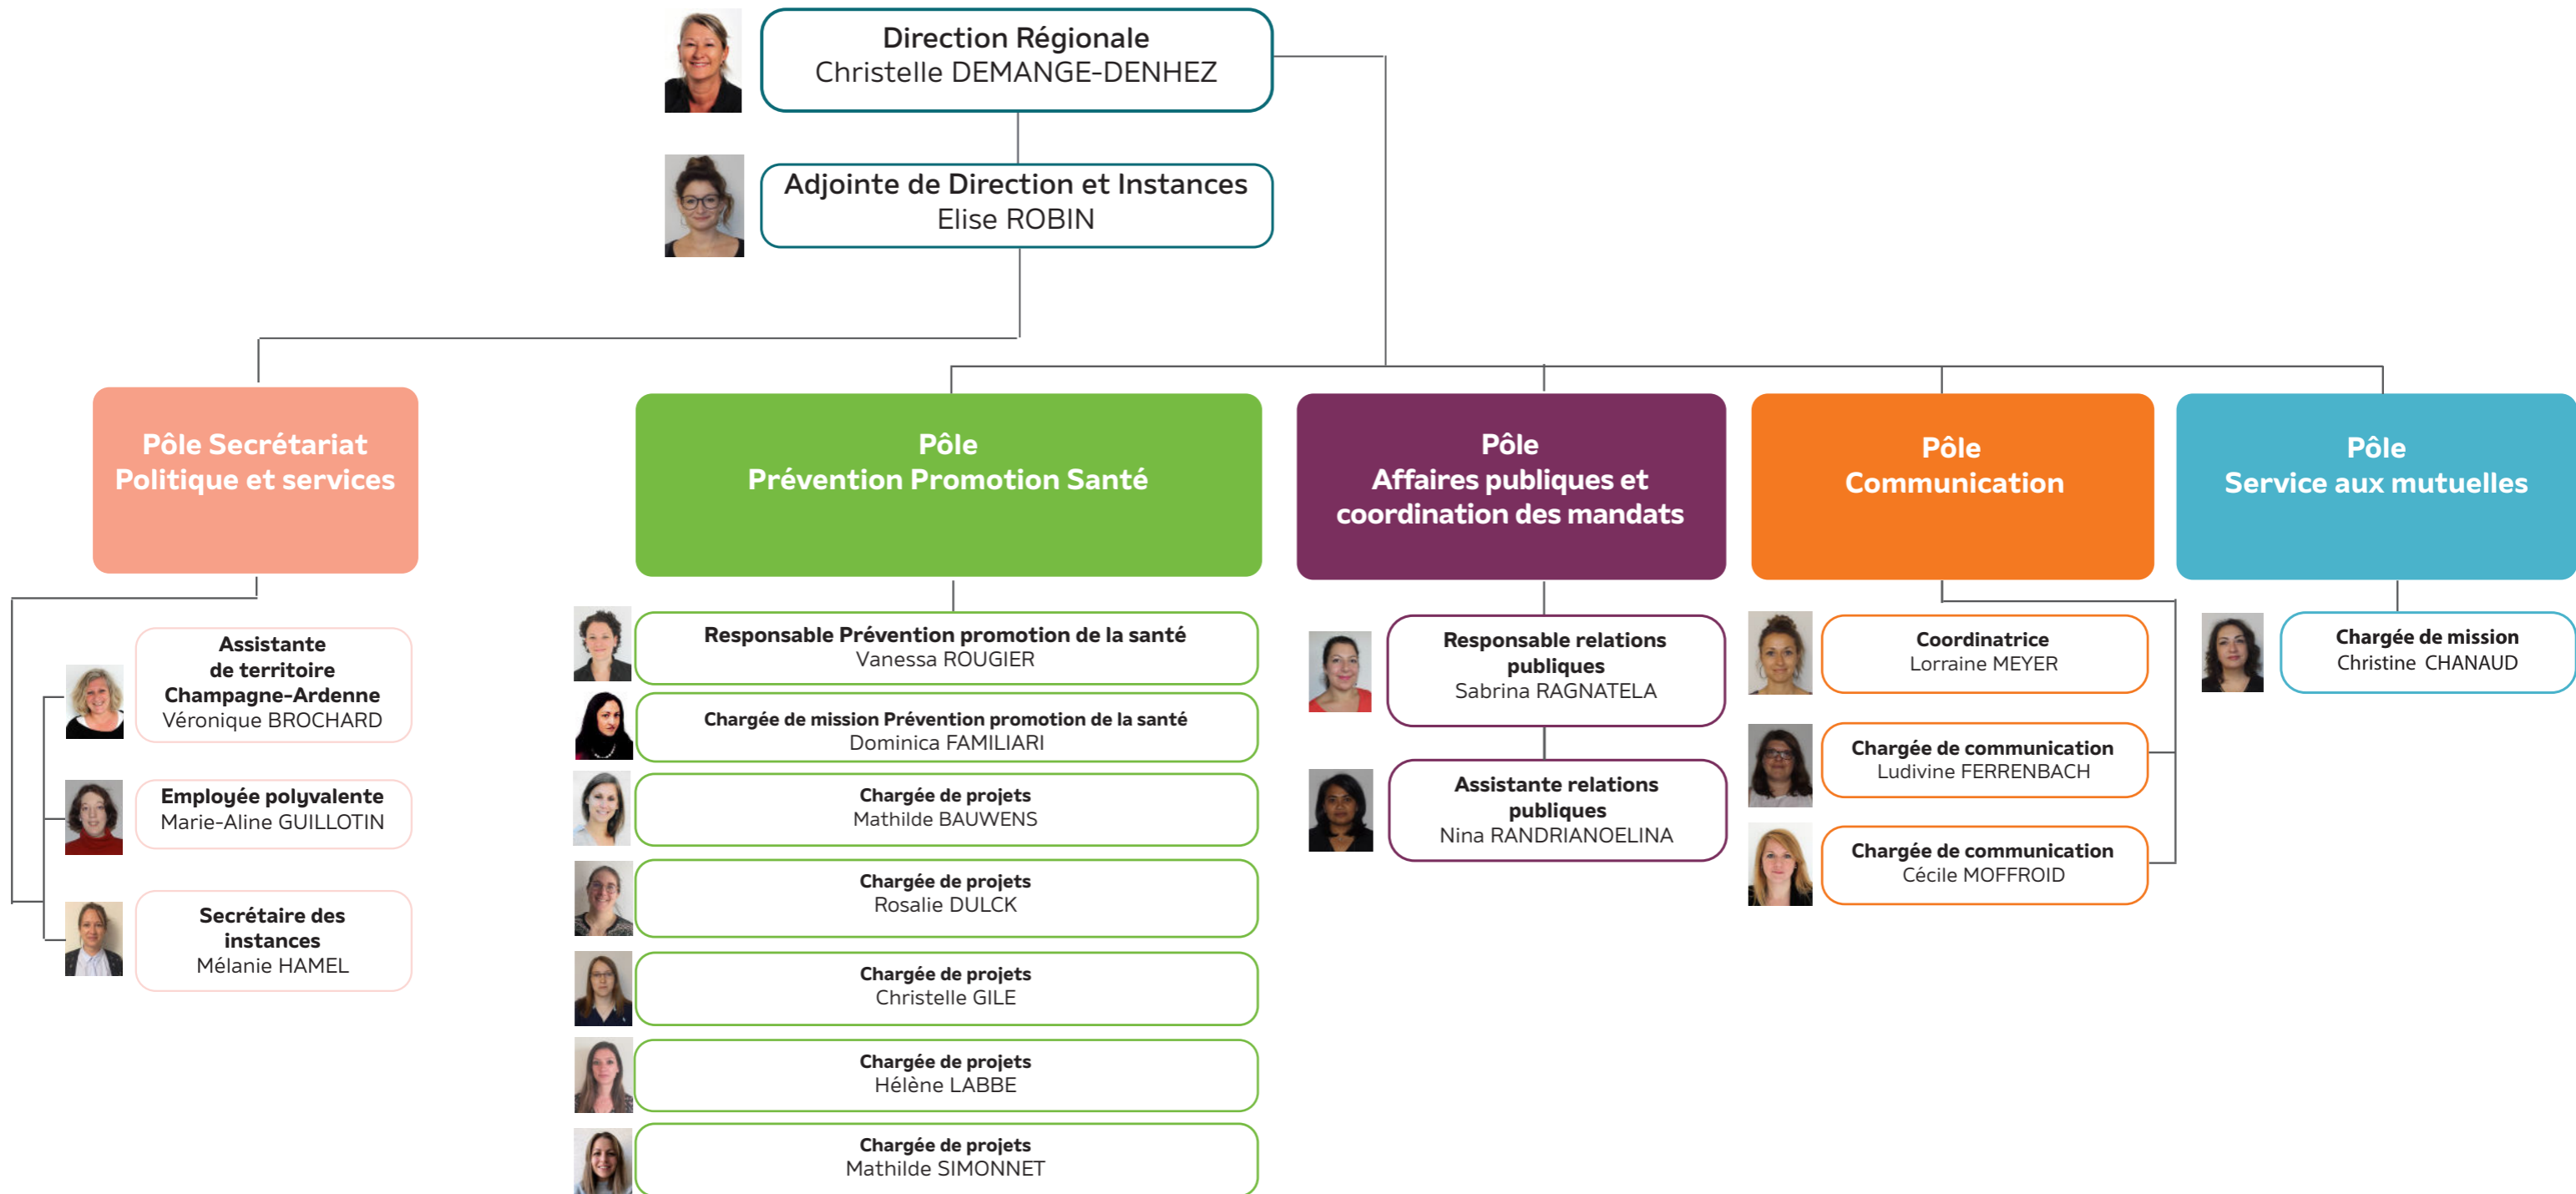 Direction Régionale
Christelle DEMANGE-DENHEZ
Adjointe de Direction et Instances
Elise ROBIN
Pôle Secrétariat
Politique et services
Assistante
de territoire
Champagne-Ardenne
Véronique BROCHARD
Employée polyvalente
Marie-Aline GUILLOTIN
Secrétaire des
instances
Mélanie HAMEL
Pôle
Prévention Promotion Santé
Responsable Prévention promotion de la santé
Vanessa ROUGIER
Chargée de mission Prévention promotion de la santé
Dominica FAMILIARI
Chargée de projets
Mathilde BAUWENS
Chargée de projets
Rosalie DULCK
Chargée de projets
Christelle GILE
Chargée de projets
Hélène LABBE
Chargée de projets
Mathilde SIMONNET
Pôle
Affaires publiques et
coordination des mandats
Responsable relations
publiques
Sabrina RAGNATELA
Assistante relations
publiques
Nina RANDRIANOELINA
Pôle
Communication
Coordinatrice
Lorraine MEYER
Chargée de communication
Ludivine FERRENBACH
Chargée de communication
Cécile MOFFROID
Pôle
Service aux mutuelles
Chargée de mission
Christine CHANAUD